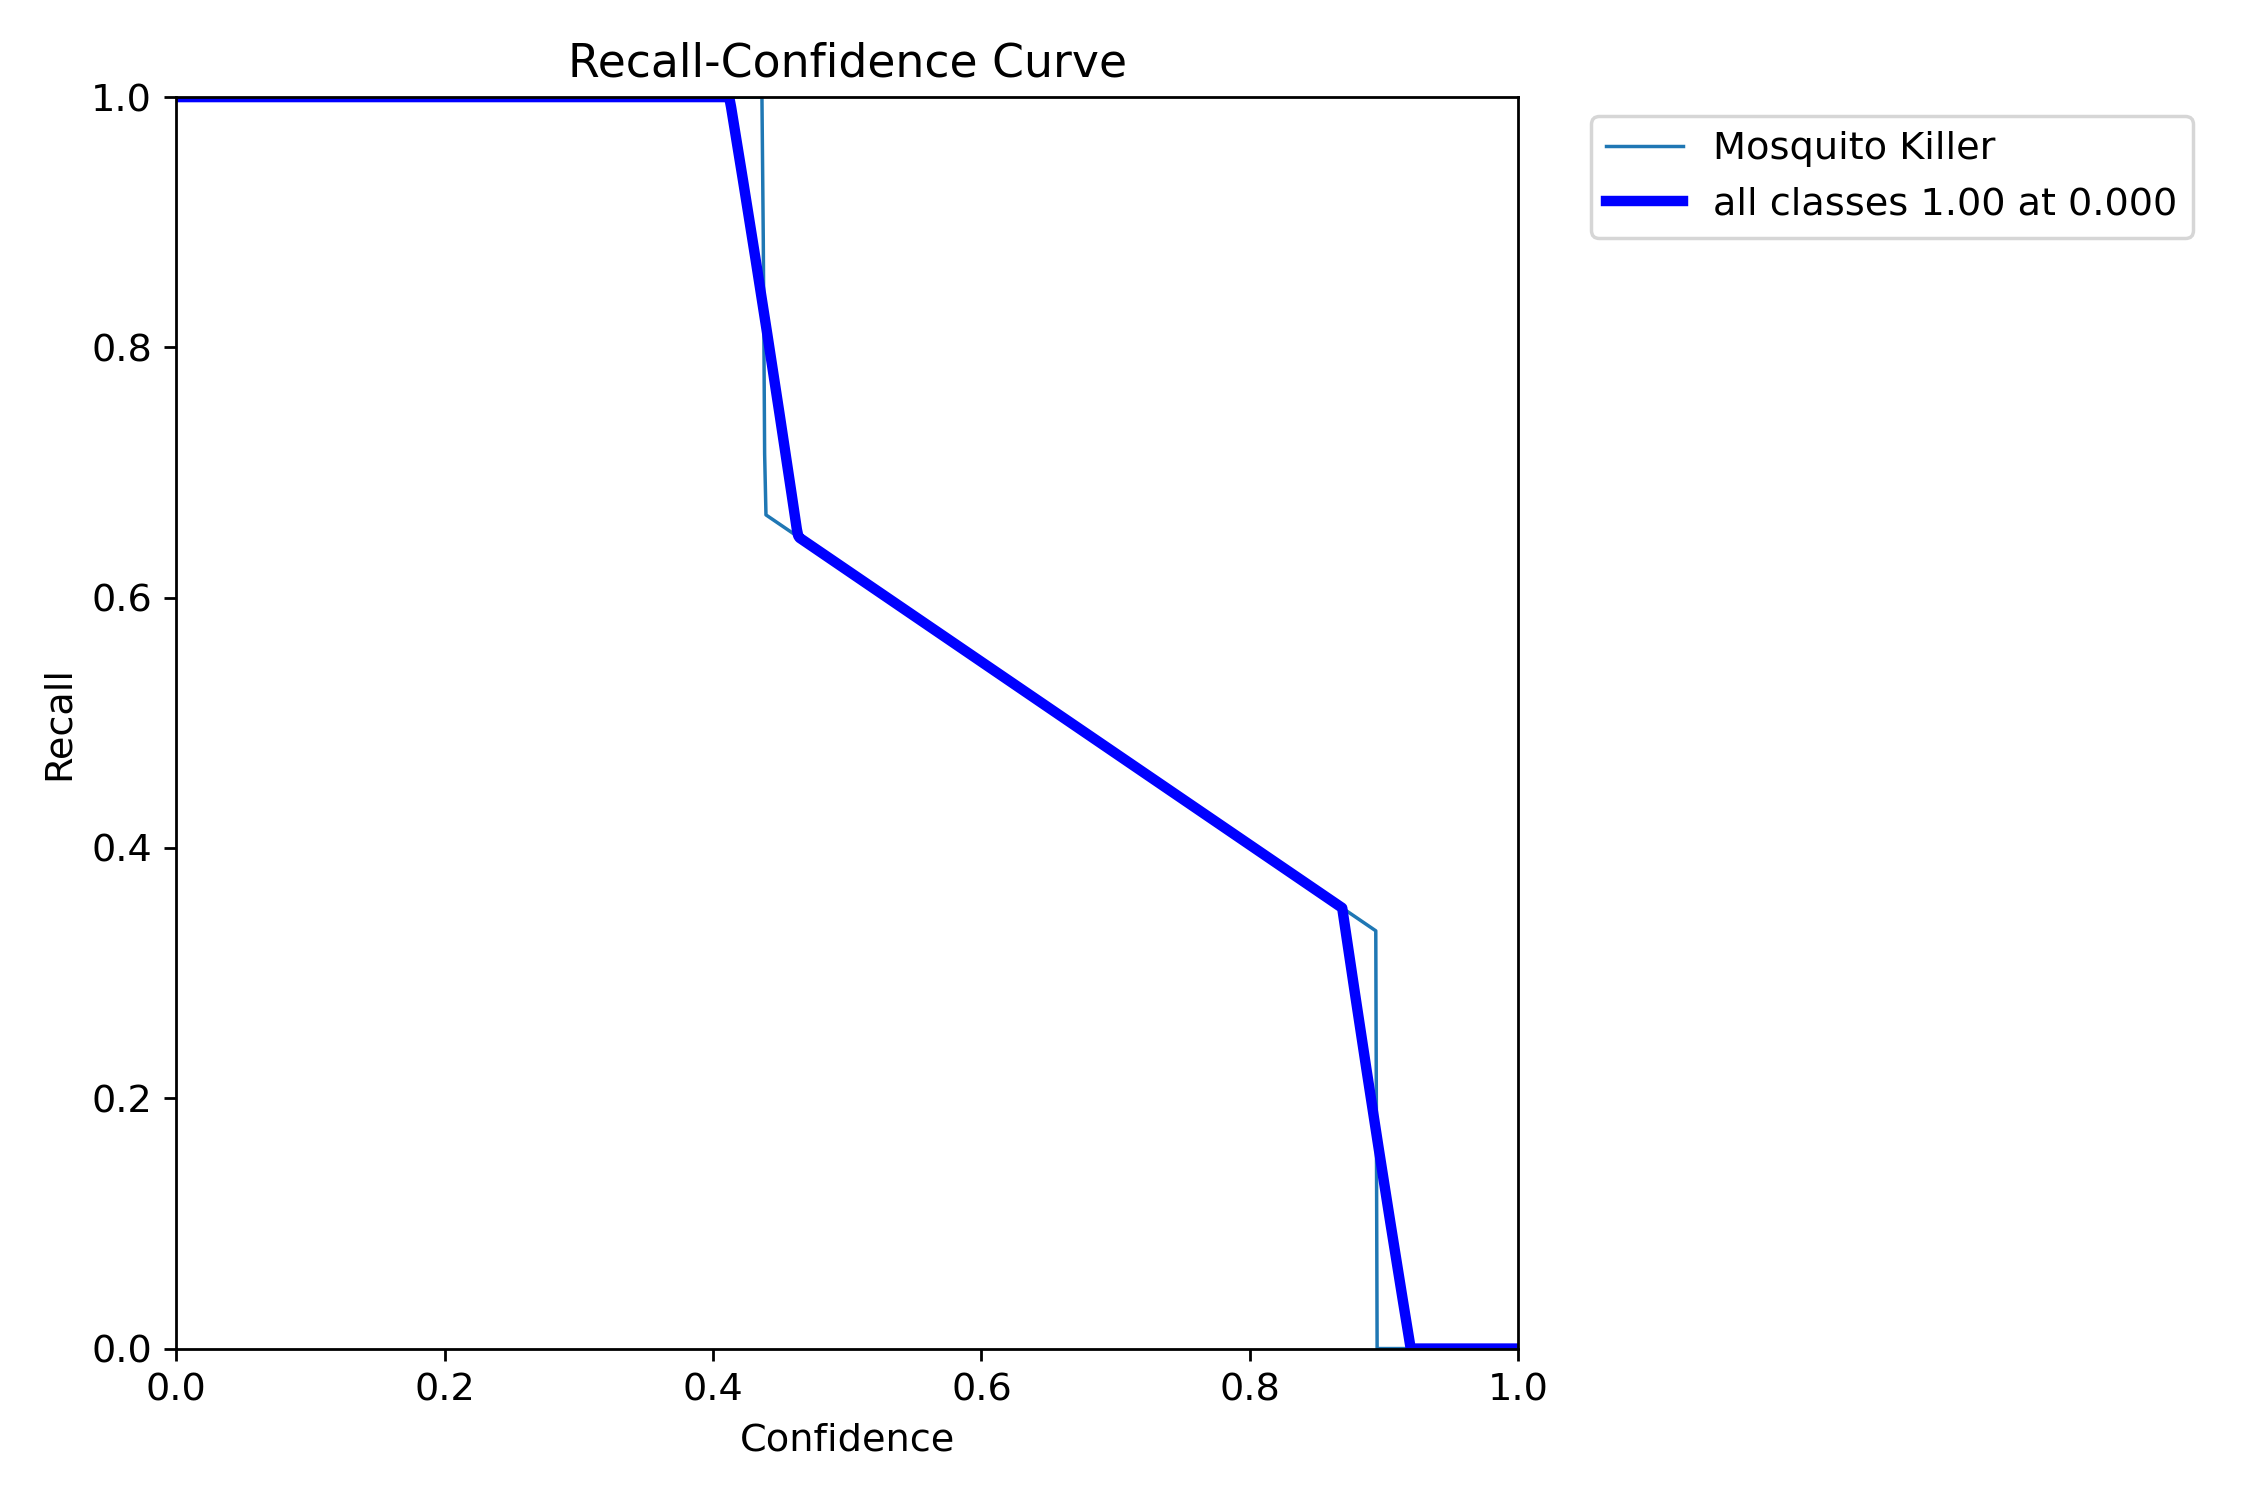 Recall-Confidence Curve
Mosquito Killer
all classes 1.00 at 0.000
1.0
0.8
0.6
0.4
0.2
0.0
Recall
0.0 0.2 0.4 0.6 0.8 1.0
Confidence